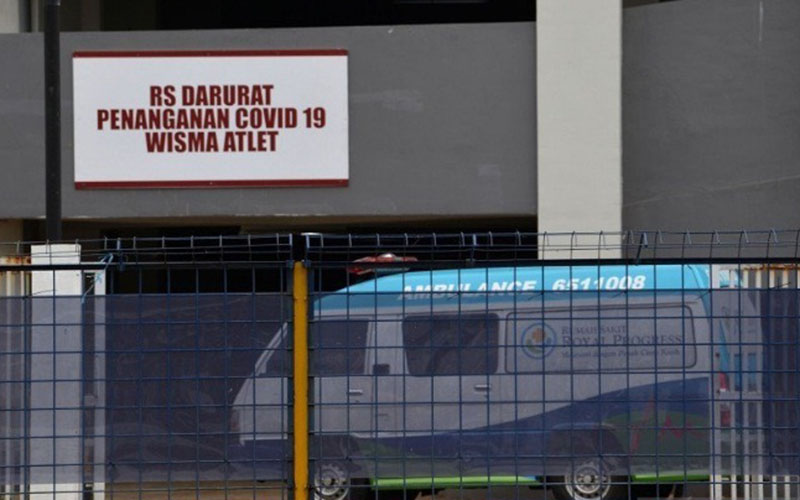 RS DARURAT
PENANGANAN COVID 19
WISMA ATLET
AMBULANCE 6511008
RUMAH SAKIT
ROYAL PROGRESS